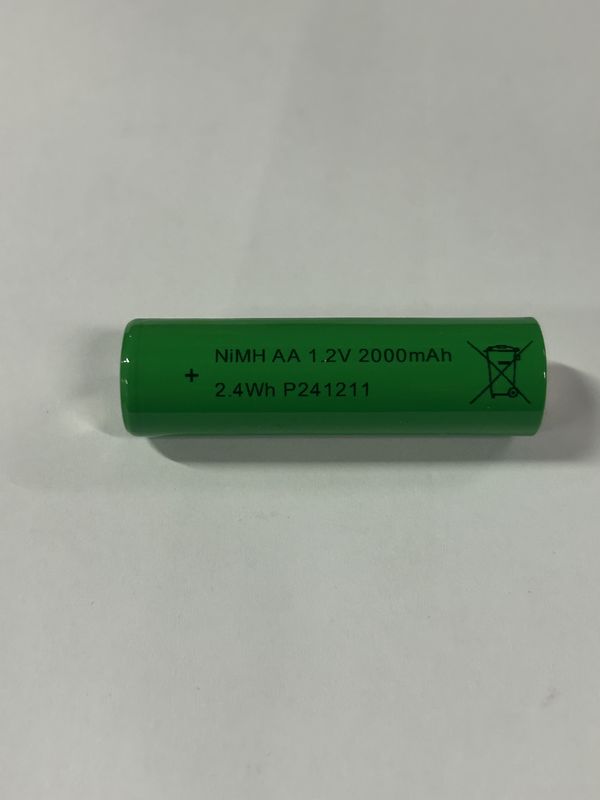 NiMH AA 1.2V 2000mAh
+
2.4Wh P241211